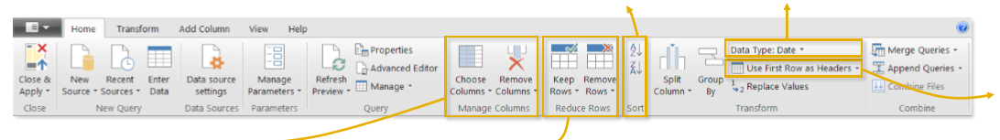 Home Transform Add Column View Help
Close & Apply
New Source
Recent Sources
Enter Data
Data source settings
Manage Parameters
Refresh Preview
Properties
Advanced Editor
Manage
Choose Columns
Remove Columns
Keep Rows
Remove Rows
Split Column
Group By
Data Type: Date
Use First Row as Headers
Replace Values
Merge Queries
Append Queries
Combine Files
Close New Query Data Sources Parameters Query Manage Columns Reduce Rows Sort Transform Combine